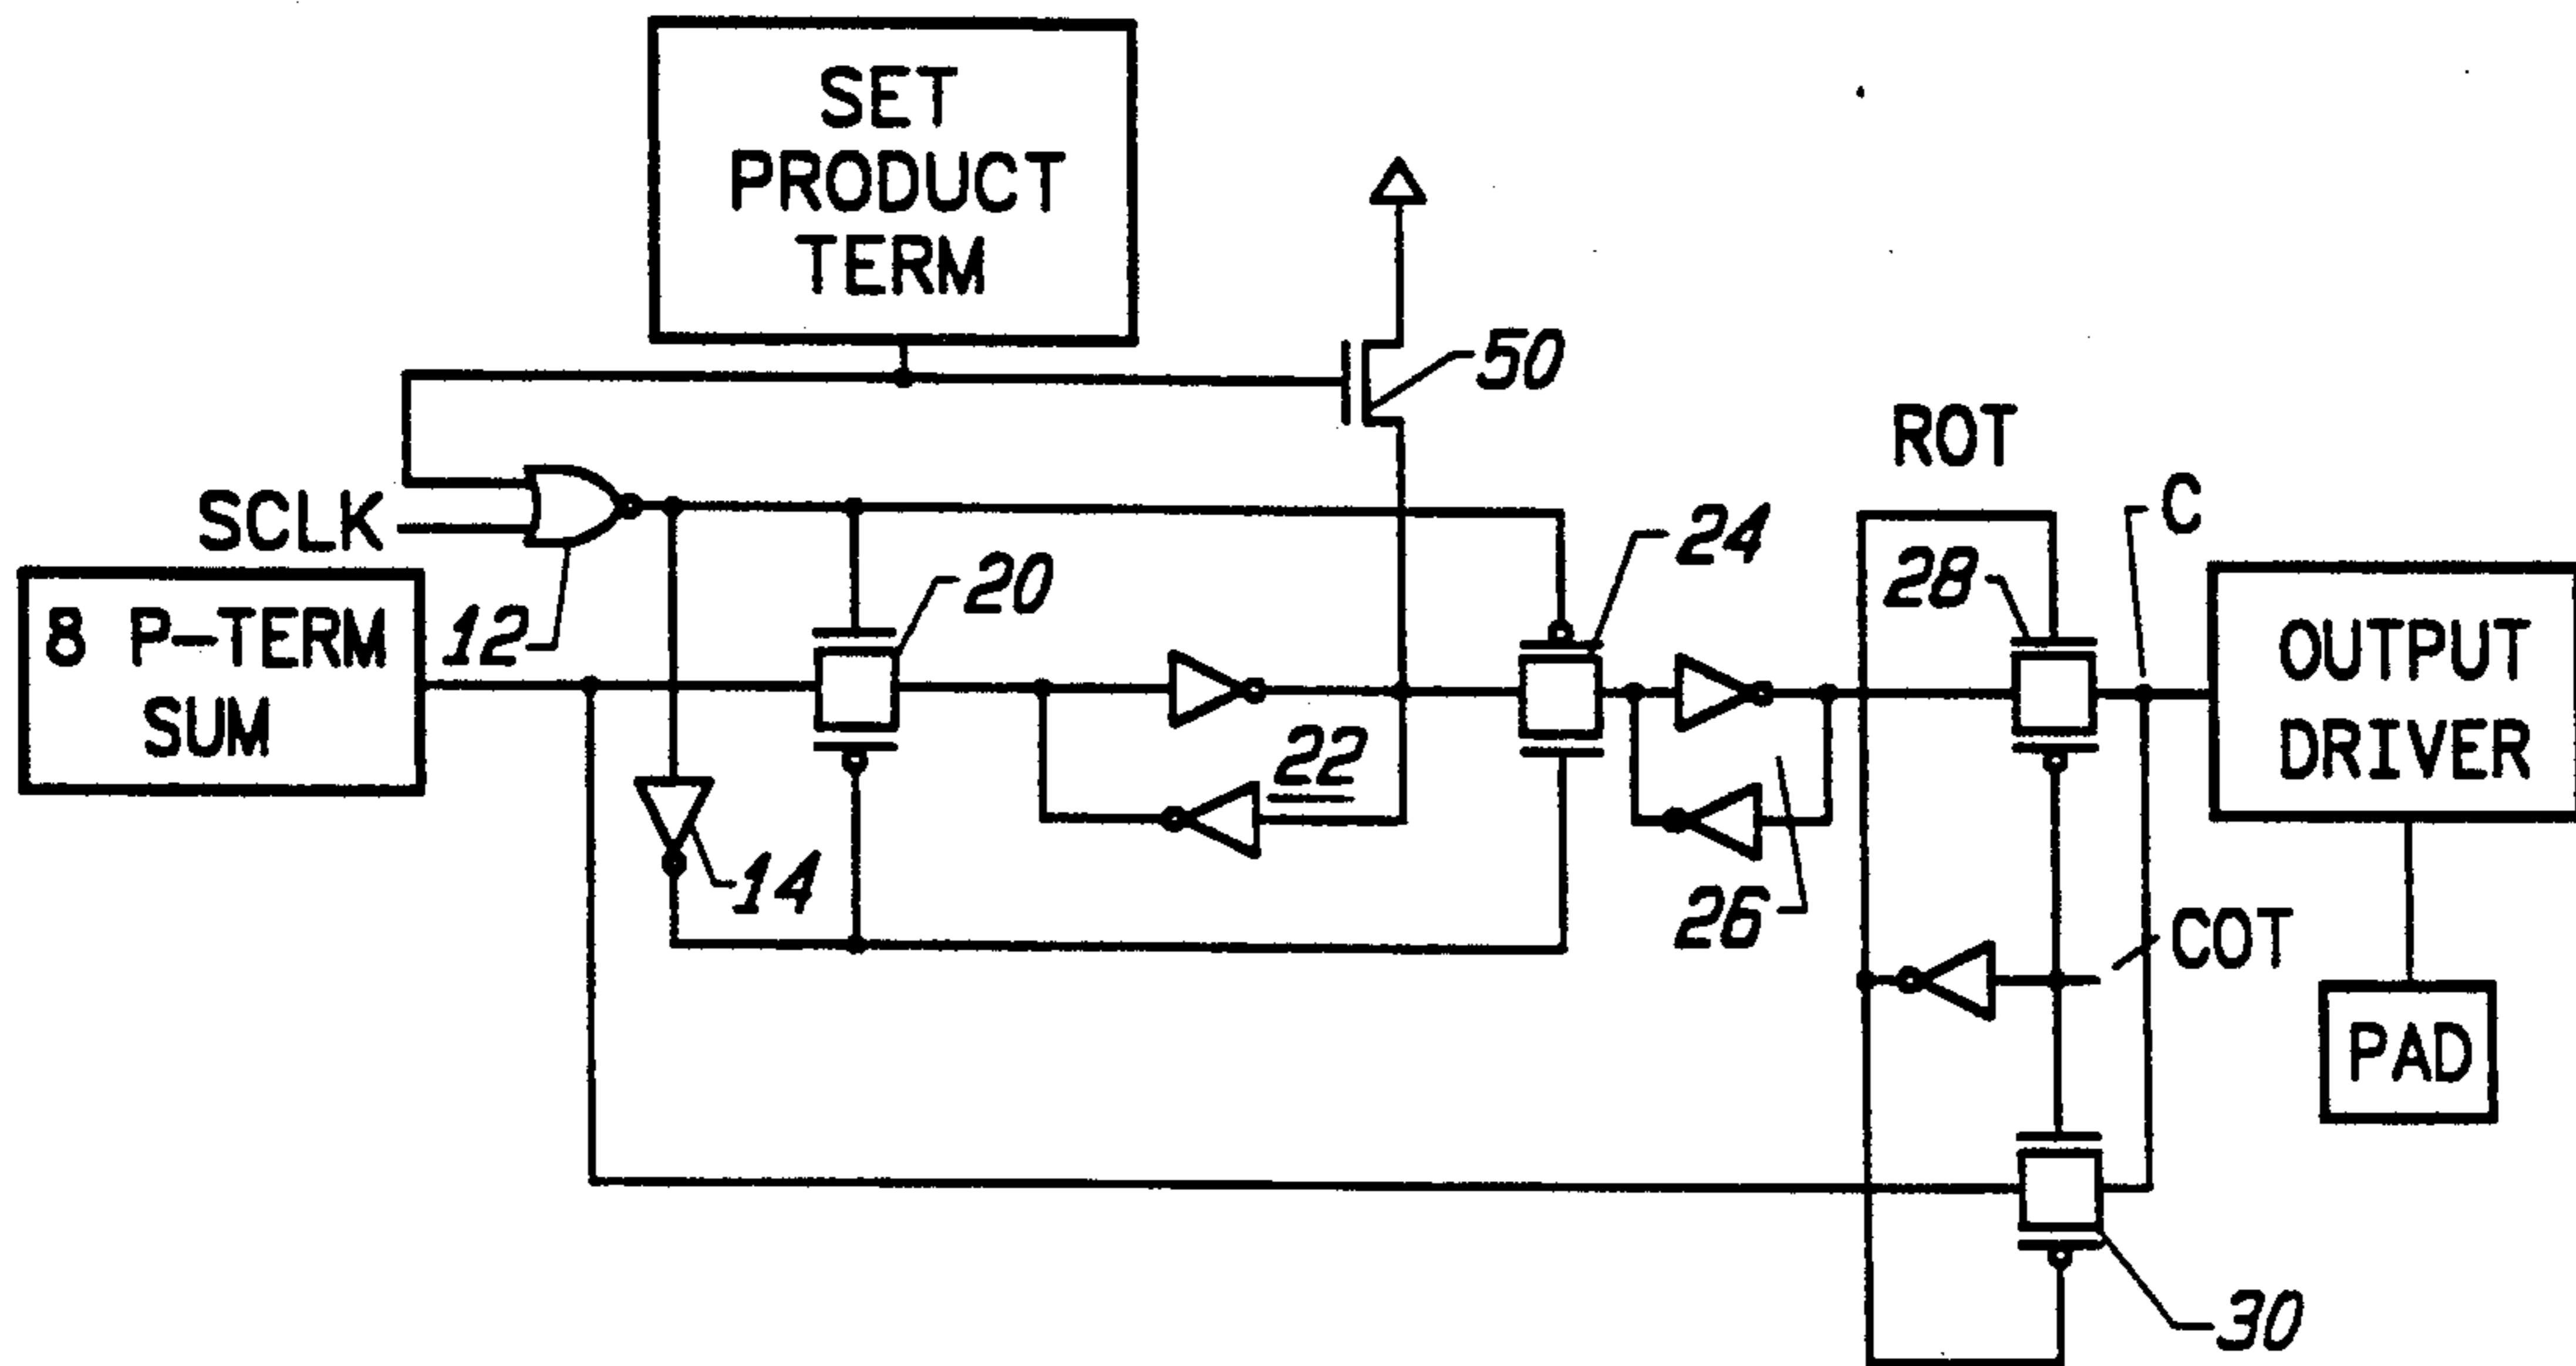 SET
PRODUCT
TERM
50
ROT
C
SCLK
24
20
28
12
8 P-TERM
SUM
OUTPUT
DRIVER
22
14
26
COT
PAD
30